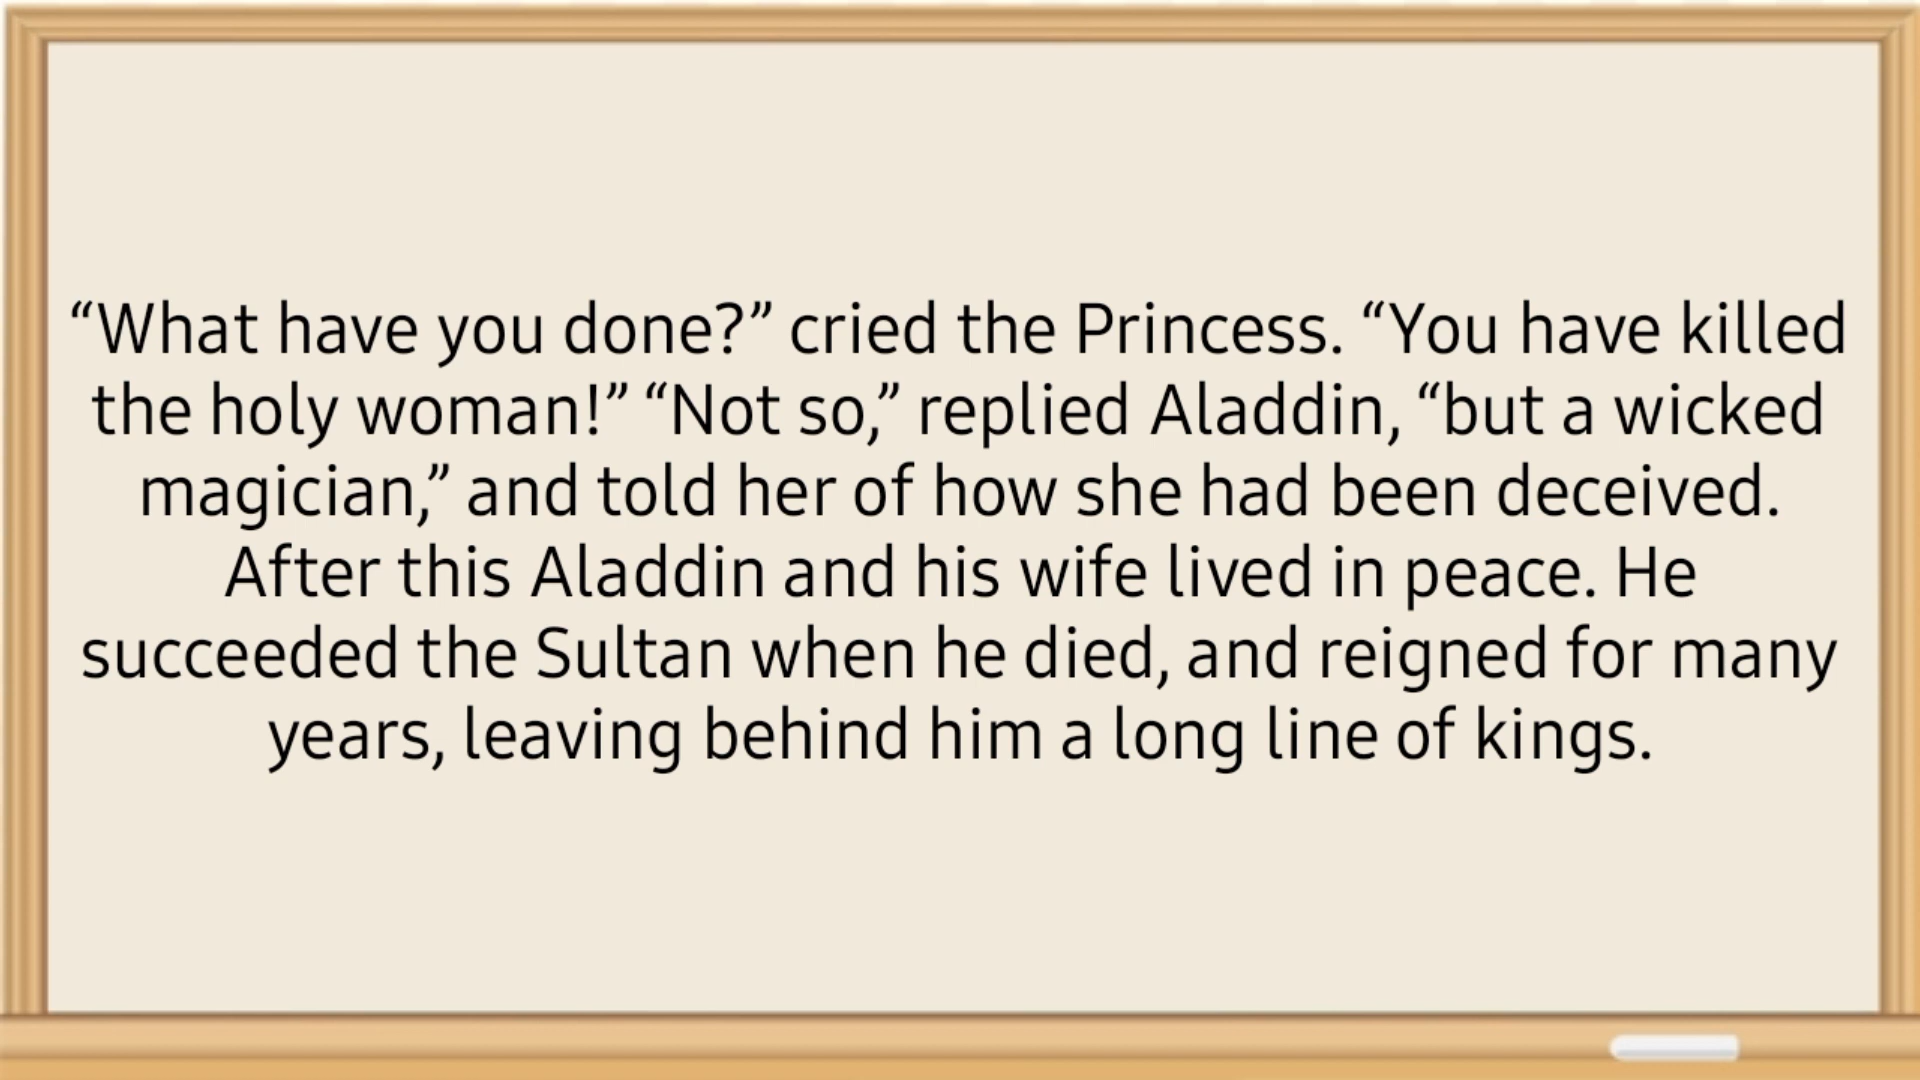 “What have you done?” cried the Princess. “You have killed
the holy woman!” “Not so,” replied Aladdin, “but a wicked
magician,” and told her of how she had been deceived.
After this Aladdin and his wife lived in peace. He
succeeded the Sultan when he died, and reigned for many
years, leaving behind him a long line of kings.